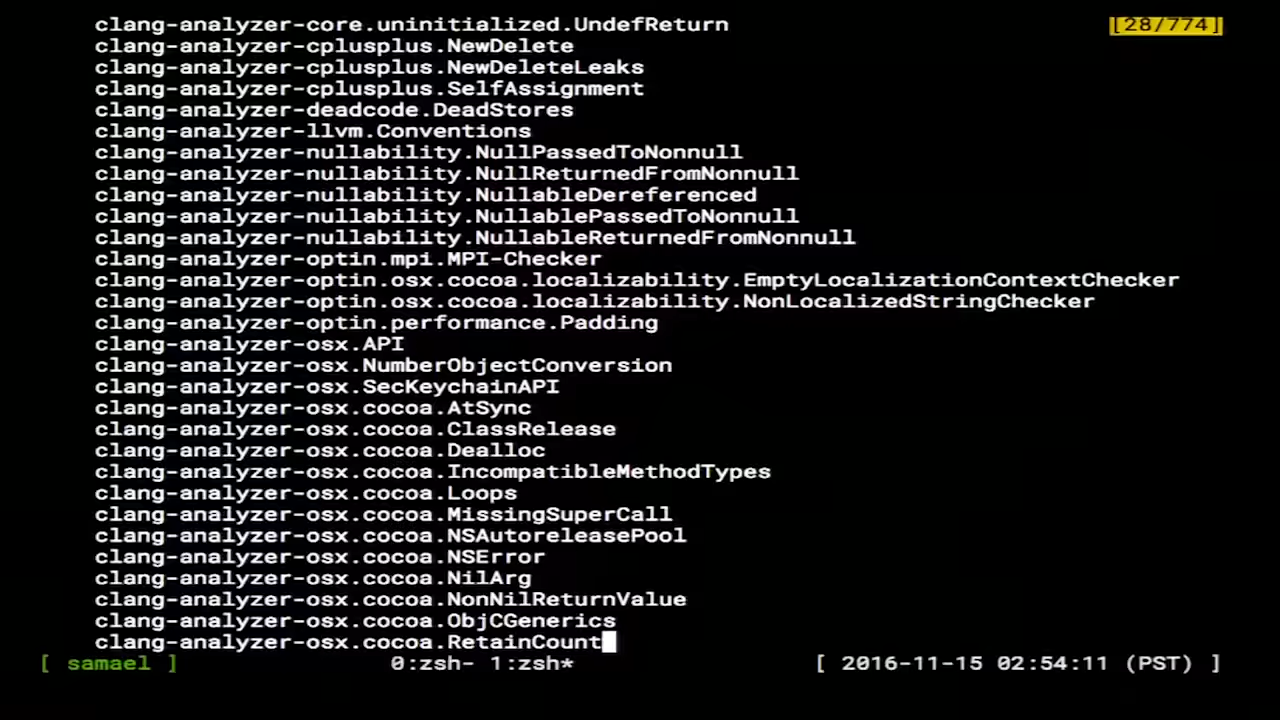 clang-analyzer-core.uninitialized.UndefReturn [28/774]
clang-analyzer-cplusplus.NewDelete
clang-analyzer-cplusplus.NewDeleteLeaks
clang-analyzer-cplusplus.SelfAssignment
clang-analyzer-deadcode.DeadStores
clang-analyzer-llvm.Conventions
clang-analyzer-nullability.NullPassedToNonnull
clang-analyzer-nullability.NullReturnedFromNonnull
clang-analyzer-nullability.NullableDereferenced
clang-analyzer-nullability.NullablePassedToNonnull
clang-analyzer-nullability.NullableReturnedFromNonnull
clang-analyzer-optin.mpi.MPI-Checker
clang-analyzer-optin.osx.cocoa.localizability.EmptyLocalizationContextChecker
clang-analyzer-optin.osx.cocoa.localizability.NonLocalizedStringChecker
clang-analyzer-optin.performance.Padding
clang-analyzer-osx.API
clang-analyzer-osx.NumberObjectConversion
clang-analyzer-osx.SecKeychainAPI
clang-analyzer-osx.cocoa.AtSync
clang-analyzer-osx.cocoa.ClassRelease
clang-analyzer-osx.cocoa.Dealloc
clang-analyzer-osx.cocoa.IncompatibleMethodTypes
clang-analyzer-osx.cocoa.Loops
clang-analyzer-osx.cocoa.MissingSuperCall
clang-analyzer-osx.cocoa.NSAutoreleasePool
clang-analyzer-osx.cocoa.NSError
clang-analyzer-osx.cocoa.NilArg
clang-analyzer-osx.cocoa.NonNilReturnValue
clang-analyzer-osx.cocoa.ObjCGenerics
clang-analyzer-osx.cocoa.RetainCount
[ samael ] 0:zsh- 1:zsh* [ 2016-11-15 02:54:11 (PST) ]